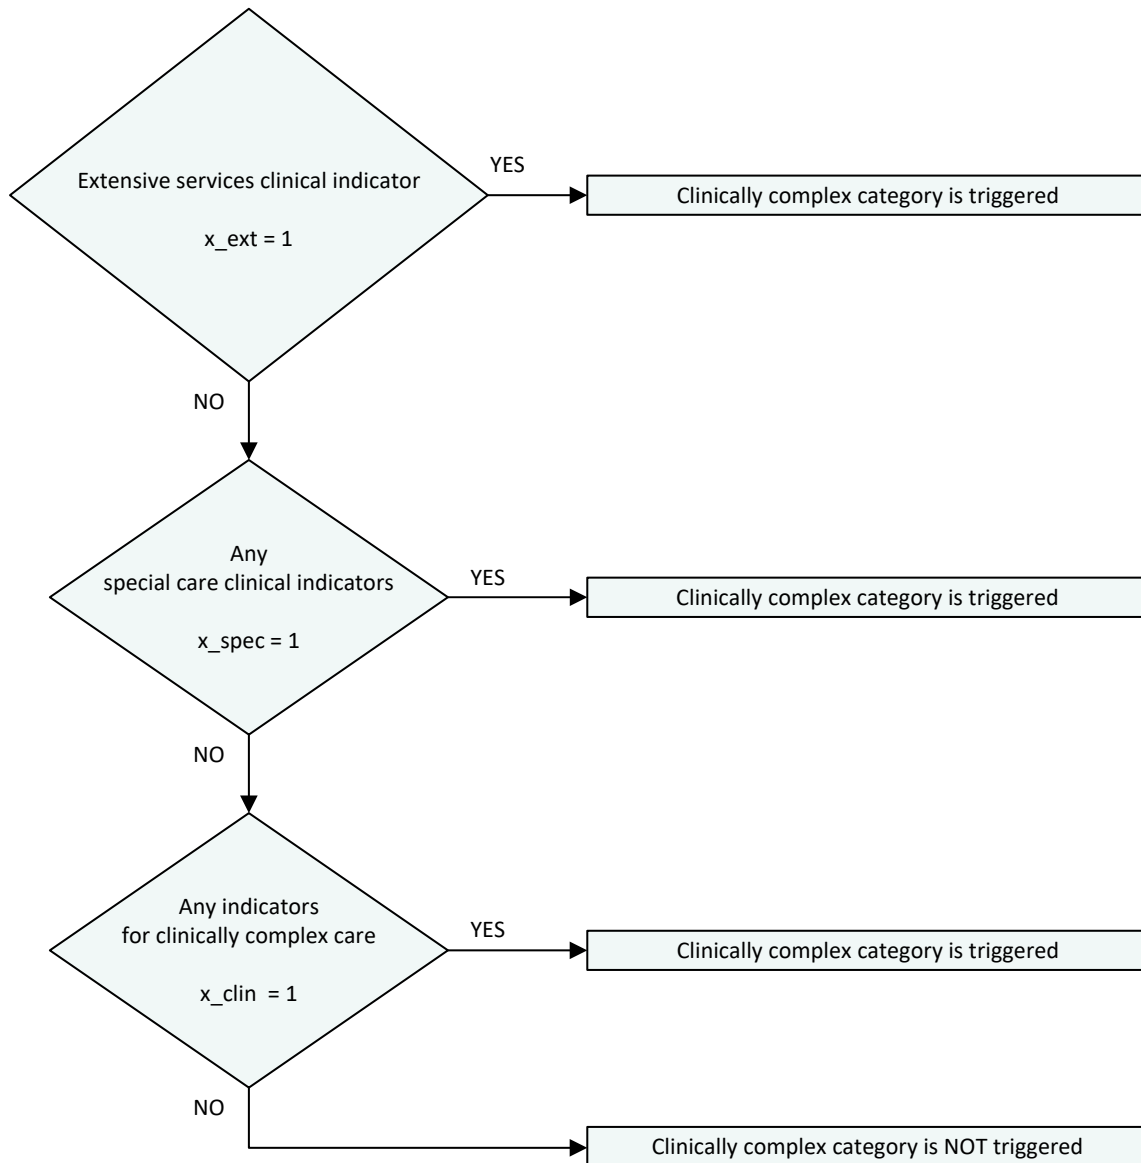 Extensive services clinical indicator
x_ext = 1
YES
Clinically complex category is triggered
NO
Any
special care clinical indicators
x_spec = 1
YES
Clinically complex category is triggered
NO
Any indicators
for clinically complex care
x_clin  = 1
YES
Clinically complex category is triggered
NO
Clinically complex category is NOT triggered